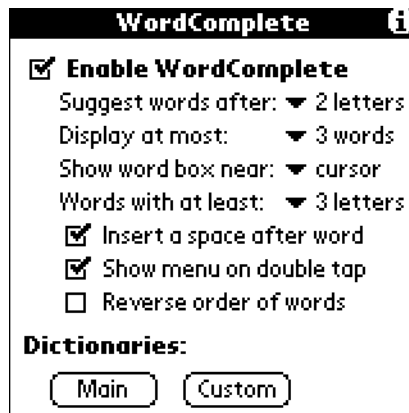 WordComplete i
Enable WordComplete
Suggest words after: 2 letters
Display at most: 3 words
Show word box near: cursor
Words with at least: 3 letters
Insert a space after word
Show menu on double tap
Reverse order of words
Dictionaries:
Main Custom